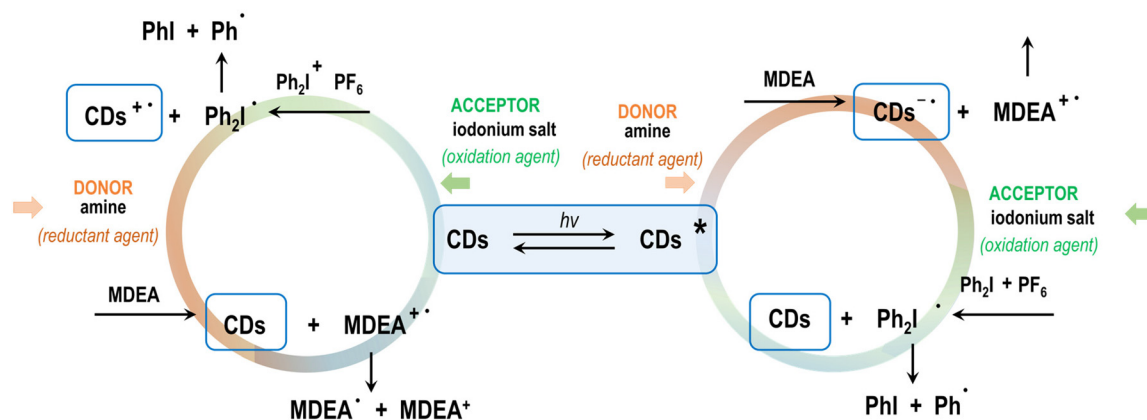 PhI + Ph•
Ph₂I⁺ PF₆
CDs⁺• + Ph₂I•
ACCEPTOR
iodonium salt
(oxidation agent)
DONOR
amine
(reductant agent)
MDEA
CDs + MDEA⁺•
MDEA• + MDEA⁺
CDs
hν
CDs *
DONOR
amine
(reductant agent)
MDEA
CDs⁻• + MDEA⁺•
ACCEPTOR
iodonium salt
(oxidation agent)
Ph₂I + PF₆
CDs + Ph₂I•
PhI + Ph•